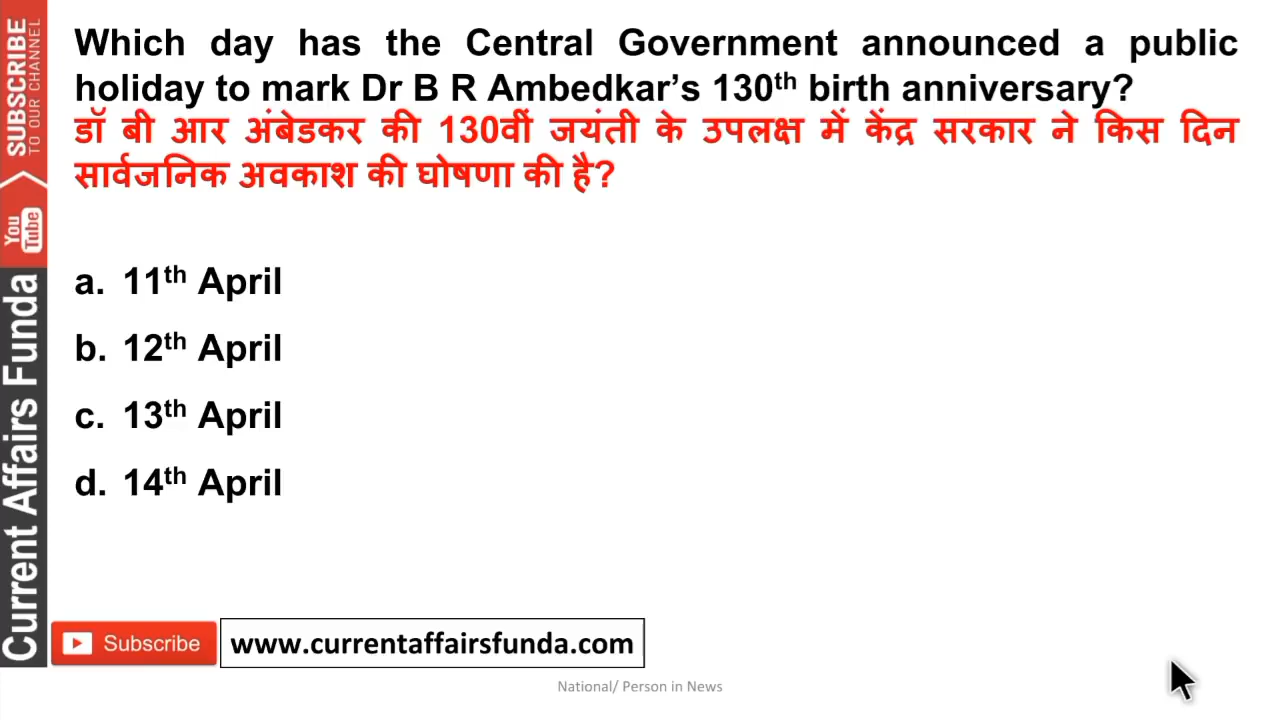 Which day has the Central Government announced a public
holiday to mark Dr B R Ambedkar’s 130th birth anniversary?
डॉ बी आर अंबेडकर की 130वीं जयंती के उपलक्ष में केंद्र सरकार ने किस दिन
सार्वजनिक अवकाश की घोषणा की है?
a. 11th April
b. 12th April
c. 13th April
d. 14th April
SUBSCRIBE
TO OUR CHANNEL
You
Tube
Current Affairs Funda
Subscribe
www.currentaffairsfunda.com
National/ Person in News